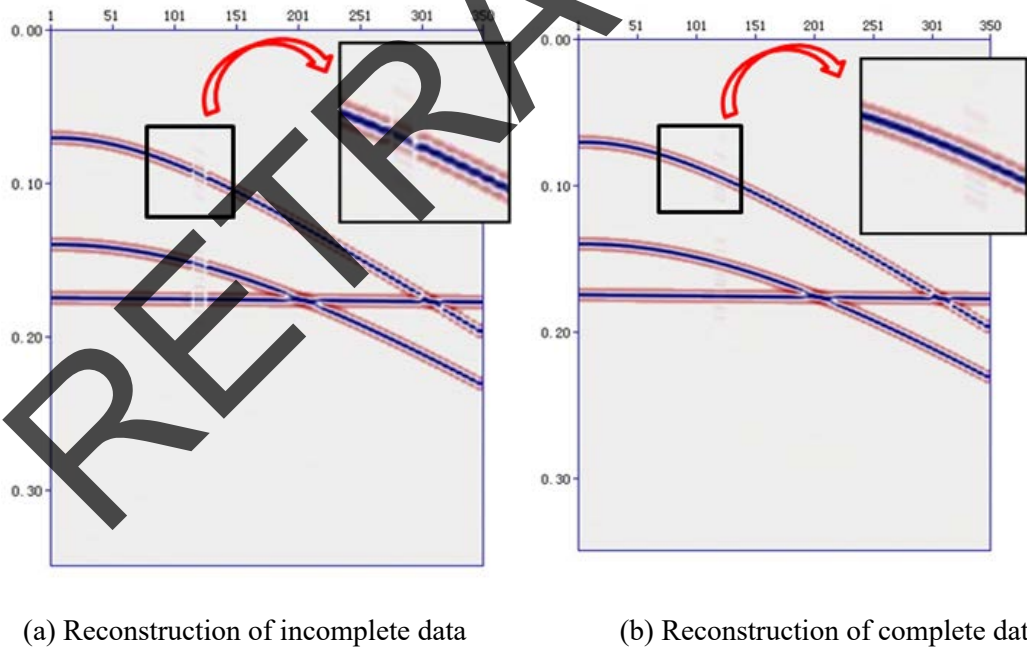 1 51 101 151 201 251 301 350
0.00
0.10
0.20
0.30
1 51 101 151 201 251 301 350
0.00
0.10
0.20
0.30
RETRA
(a) Reconstruction of incomplete data
(b) Reconstruction of complete dat